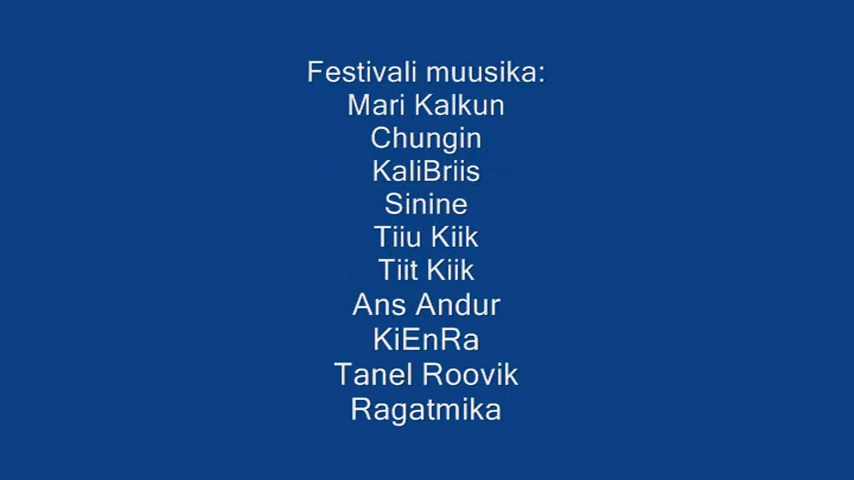 Festivali muusika:
Mari Kalkun
Chungin
KaliBriis
Sinine
Tiiu Kiik
Tiit Kiik
Ans Andur
KiEnRa
Tanel Roovik
Ragatmika